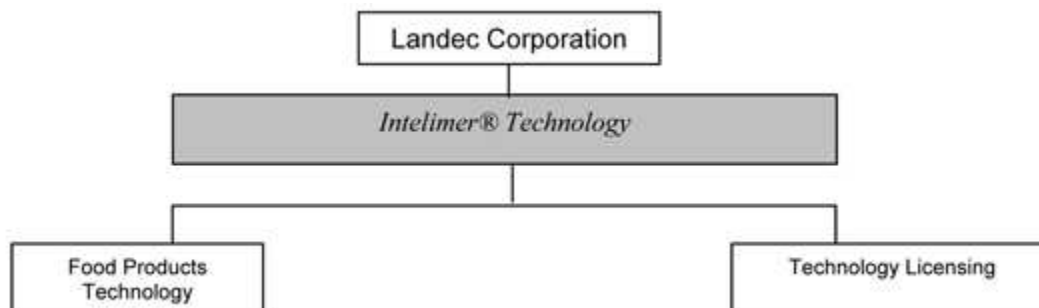 Landec Corporation
Intelimer® Technology
Food Products
Technology
Technology Licensing